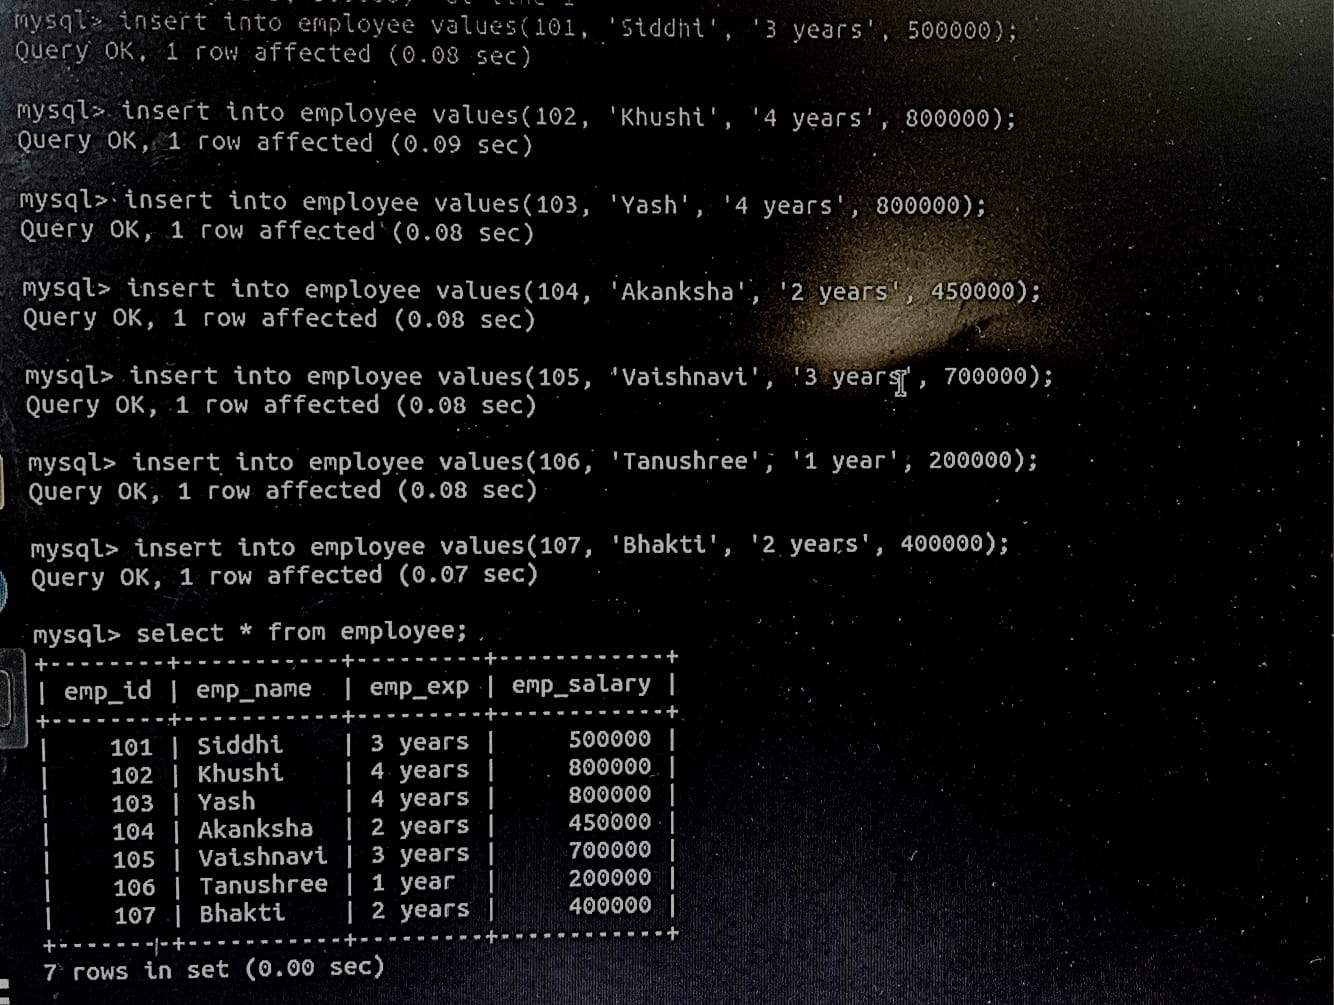 mysql> insert into employee values(101, 'Siddhi', '3 years', 500000);
Query OK, 1 row affected (0.08 sec)
mysql> insert into employee values(102, 'Khushi', '4 years', 800000);
Query OK, 1 row affected (0.09 sec)
mysql> insert into employee values(103, 'Yash', '4 years', 800000);
Query OK, 1 row affected (0.08 sec)
mysql> insert into employee values(104, 'Akanksha', '2 years', 450000);
Query OK, 1 row affected (0.08 sec)
mysql> insert into employee values(105, 'Vaishnavi', '3 years', 700000);
Query OK, 1 row affected (0.08 sec)
mysql> insert into employee values(106, 'Tanushree', '1 year', 200000);
Query OK, 1 row affected (0.08 sec)
mysql> insert into employee values(107, 'Bhakti', '2 years', 400000);
Query OK, 1 row affected (0.07 sec)
mysql> select * from employee;
+--------+-----------+---------+------------+
| emp_id | emp_name | emp_exp | emp_salary |
+--------+-----------+---------+------------+
| 101 | Siddhi | 3 years | 500000 |
| 102 | Khushi | 4 years | 800000 |
| 103 | Yash | 4 years | 800000 |
| 104 | Akanksha | 2 years | 450000 |
| 105 | Vaishnavi | 3 years | 700000 |
| 106 | Tanushree | 1 year | 200000 |
| 107 | Bhakti | 2 years | 400000 |
+--------+-----------+---------+------------+
7 rows in set (0.00 sec)